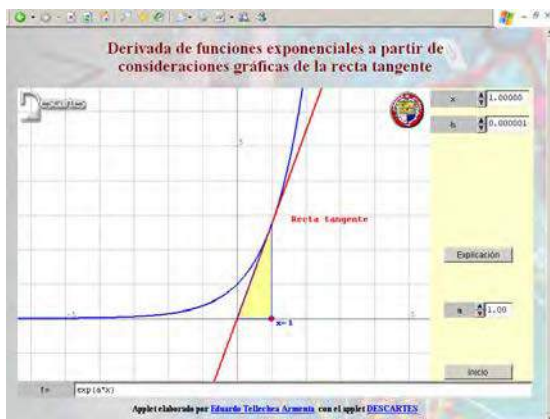 Derivada de funciones exponenciales a partir de
consideraciones gráficas de la recta tangente
x 1.00000
h 0.000001
5
Recta tangente
Explicación
x=1
a 1.00
Inicio
f= exp(a*x)
Applet elaborado por Eduardo Tellechea Armenta con el applet DESCARTES